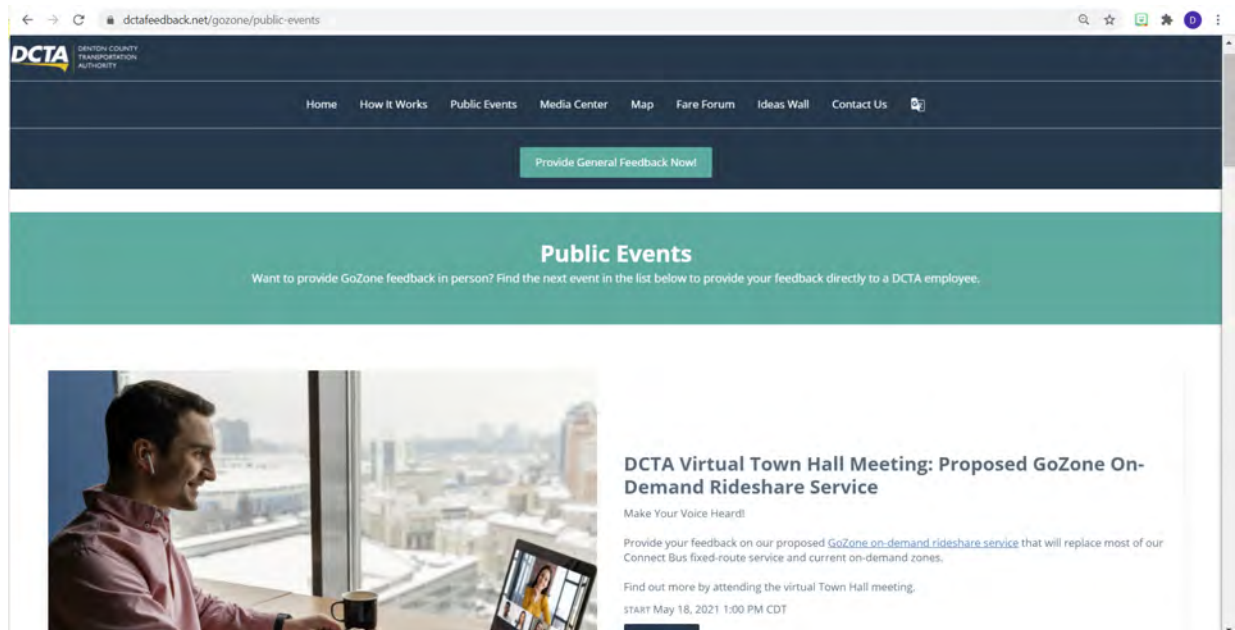 dctafeedback.net/gozone/public-events
D
DCTA
DENTON COUNTY
TRANSPORTATION
AUTHORITY
Home How It Works Public Events Media Center Map Fare Forum Ideas Wall Contact Us
Provide General Feedback Now!
Public Events
Want to provide GoZone feedback in person? Find the next event in the list below to provide your feedback directly to a DCTA employee.
DCTA Virtual Town Hall Meeting: Proposed GoZone On-
Demand Rideshare Service
Make Your Voice Heard!
Provide your feedback on our proposed GoZone on-demand rideshare service that will replace most of our
Connect Bus fixed-route service and current on-demand zones.
Find out more by attending the virtual Town Hall meeting.
START May 18, 2021 1:00 PM CDT